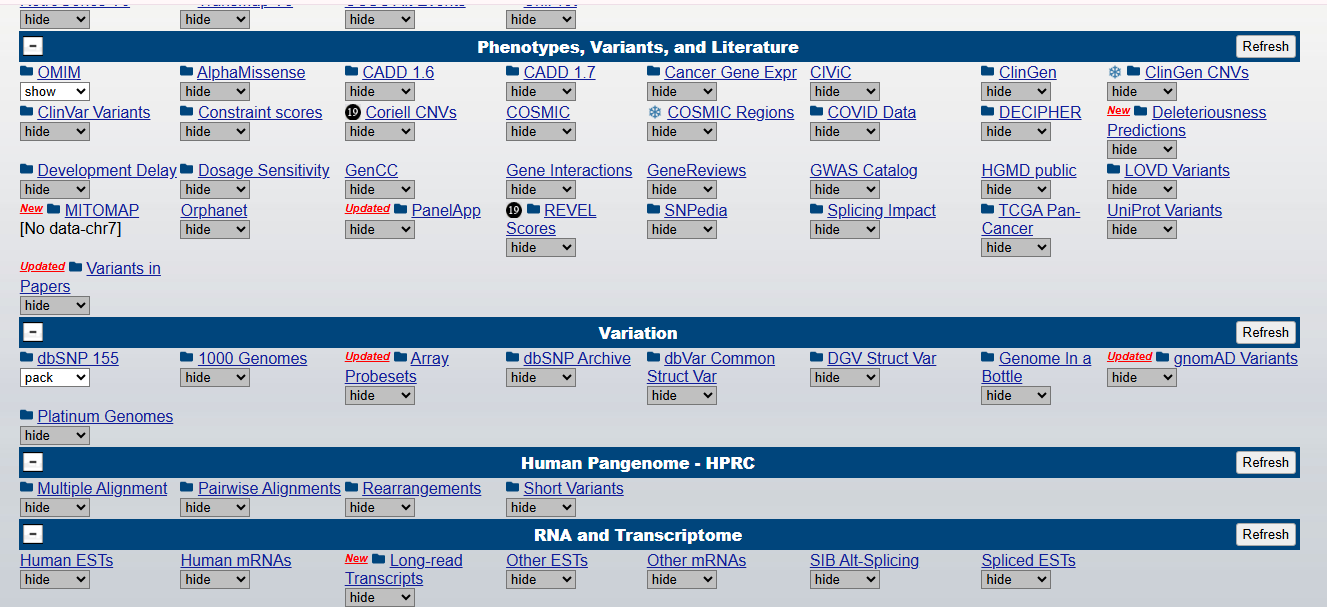 hide hide hide hide
− Phenotypes, Variants, and Literature Refresh
OMIM AlphaMissense CADD 1.6 CADD 1.7 Cancer Gene Expr CIViC ClinGen ClinGen CNVs
show hide hide hide hide hide hide hide
ClinVar Variants Constraint scores 19 Coriell CNVs COSMIC COSMIC Regions COVID Data DECIPHER New Deleteriousness
Predictions
hide hide hide hide hide hide hide hide
Development Delay Dosage Sensitivity GenCC Gene Interactions GeneReviews GWAS Catalog HGMD public LOVD Variants
hide hide hide hide hide hide hide hide
New MITOMAP Orphanet Updated PanelApp 19 REVEL SNPedia Splicing Impact TCGA Pan- UniProt Variants
[No data-chr7] hide hide Scores hide hide Cancer hide
hide hide
Updated Variants in
Papers
hide
− Variation Refresh
dbSNP 155 1000 Genomes Updated Array dbSNP Archive dbVar Common DGV Struct Var Genome In a Updated gnomAD Variants
pack hide Probesets hide Struct Var hide Bottle hide
hide hide hide
Platinum Genomes
hide
− Human Pangenome - HPRC Refresh
Multiple Alignment Pairwise Alignments Rearrangements Short Variants
hide hide hide hide
− RNA and Transcriptome Refresh
Human ESTs Human mRNAs New Long-read Other ESTs Other mRNAs SIB Alt-Splicing Spliced ESTs
hide hide Transcripts hide hide hide hide
hide